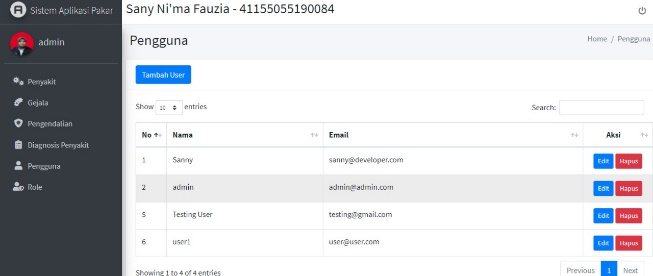 Sistem Aplikasi Pakar
Sany Ni'ma Fauzia - 41155055190084
admin
Pengguna
Home / Pengguna
Tambah User
Penyakit
Gejala
Pengendalian
Diagnosis Penyakit
Pengguna
Role
Show 10 entries
Search:
No Nama Email Aksi
1 Sanny sanny@developer.com Edit Hapus
2 admin admin@admin.com Edit Hapus
5 Testing User testing@gmail.com Edit Hapus
6 user! user@user.com Edit Hapus
Showing 1 to 4 of 4 entries
Previous 1 Next